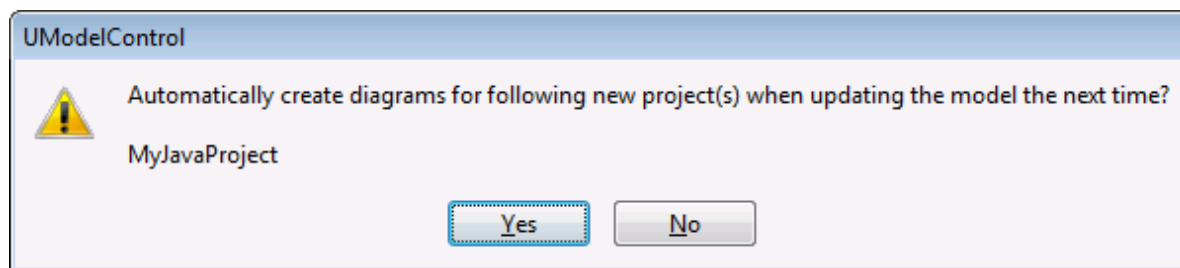 UModelControl
Automatically create diagrams for following new project(s) when updating the model the next time?
MyJavaProject
Yes
No